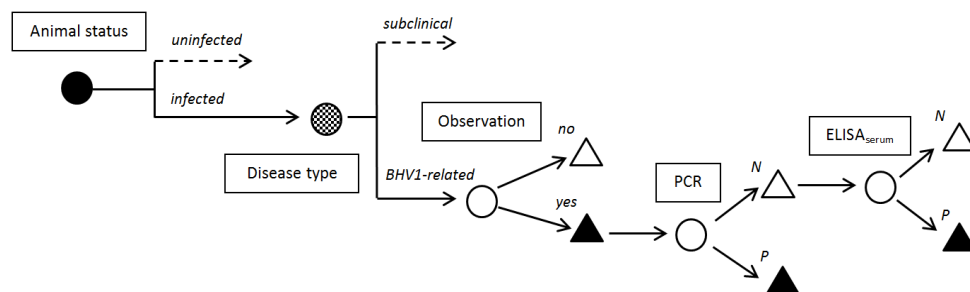 Animal status
uninfected
infected
Disease type
subclinical
BHV1-related
Observation
no
yes
PCR
N
P
ELISAserum
N
P